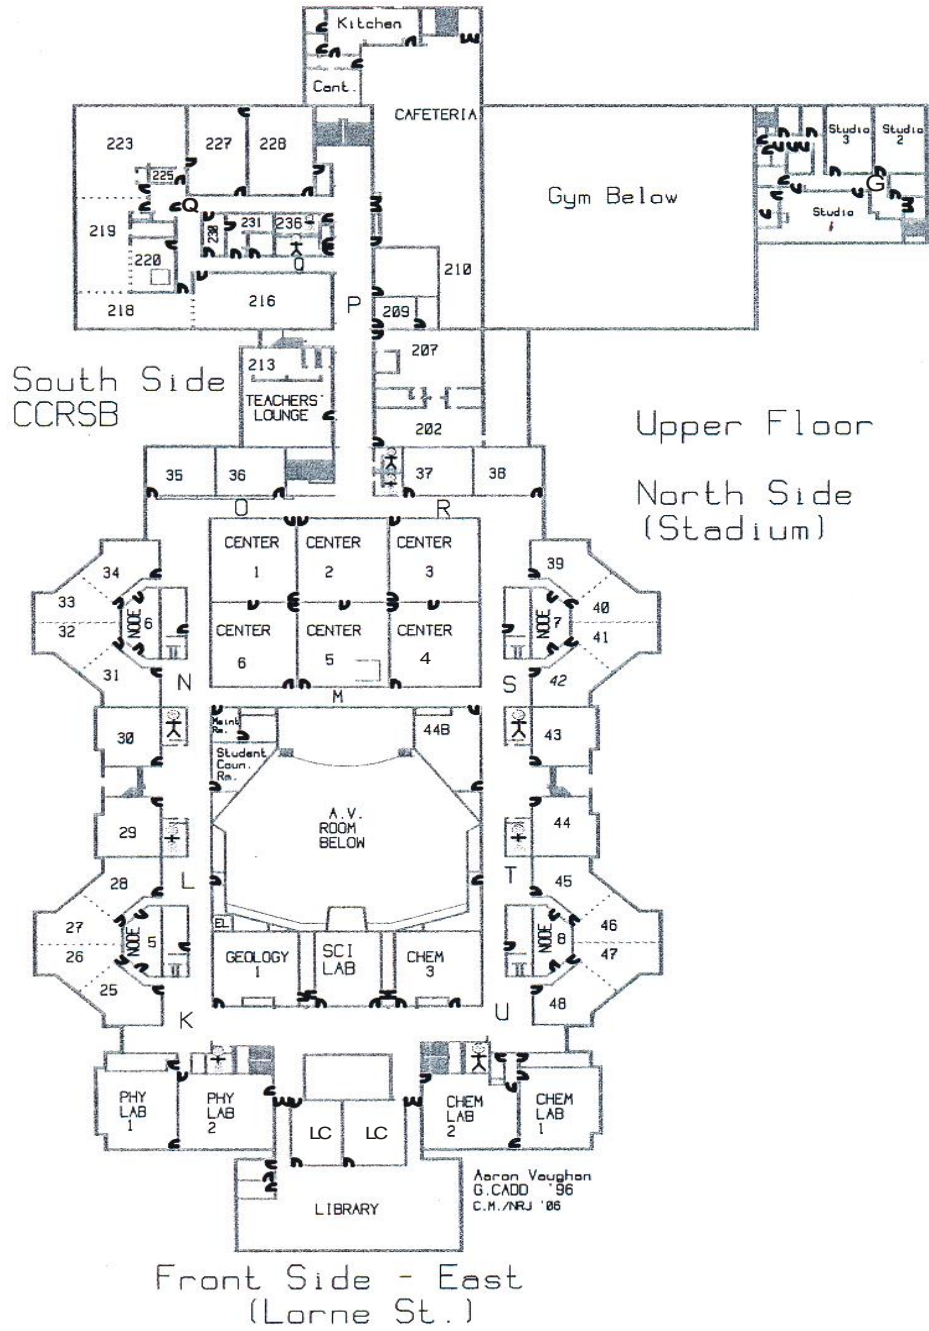 Kitchen
Cant.
CAFETERIA
223
227
228
225
Studio
3
Studio
2
G
Gym Below
Studio
1
Q
219
230
231
236
220
Q
210
218
216
P
209
213
207
South Side
CCRSB
TEACHERS'
LOUNGE
202
Upper Floor
35
36
37
38
North Side
(Stadium)
O
R
CENTER
1
CENTER
2
CENTER
3
34
39
33
32
NODE
6
NODE
7
40
41
CENTER
6
CENTER
5
CENTER
4
31
42
N
M
S
30
Maint
Rm.
44B
43
Student
Coun.
Rm.
A.V.
ROOM
BELOW
29
44
28
L
T
45
27
26
NODE
5
NODE
8
46
47
EL
GEOLOGY
1
SCI
LAB
CHEM
3
25
48
K
U
PHY
LAB
1
PHY
LAB
2
CHEM
LAB
2
CHEM
LAB
1
LC
LC
LIBRARY
Aaron Vaughan
G.CADD '96
C.M./NRJ '06
Front Side - East
(Lorne St.)